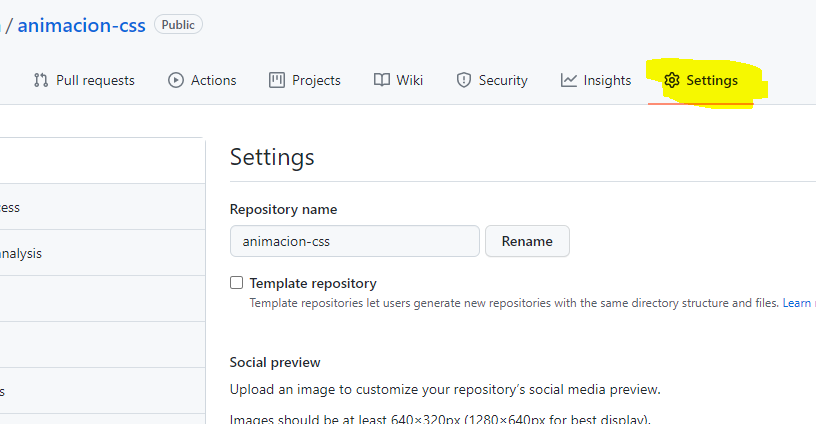 / animacion-css Public
Pull requests Actions Projects Wiki Security Insights Settings
Settings
cess
Repository name
animacion-css Rename
analysis
Template repository
Template repositories let users generate new repositories with the same directory structure and files. Learn
Social preview
Upload an image to customize your repository's social media preview.
s
Images should be at least 640×320px (1280×640px for best display).